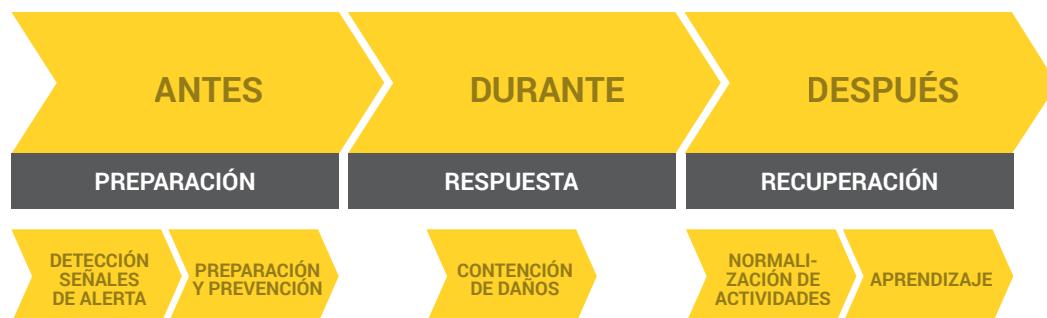 ANTES
DURANTE
DESPUÉS
PREPARACIÓN
RESPUESTA
RECUPERACIÓN
DETECCIÓN
SEÑALES
DE ALERTA
PREPARACIÓN
Y PREVENCIÓN
CONTENCIÓN
DE DAÑOS
NORMALI-
ZACIÓN DE
ACTIVIDADES
APRENDIZAJE